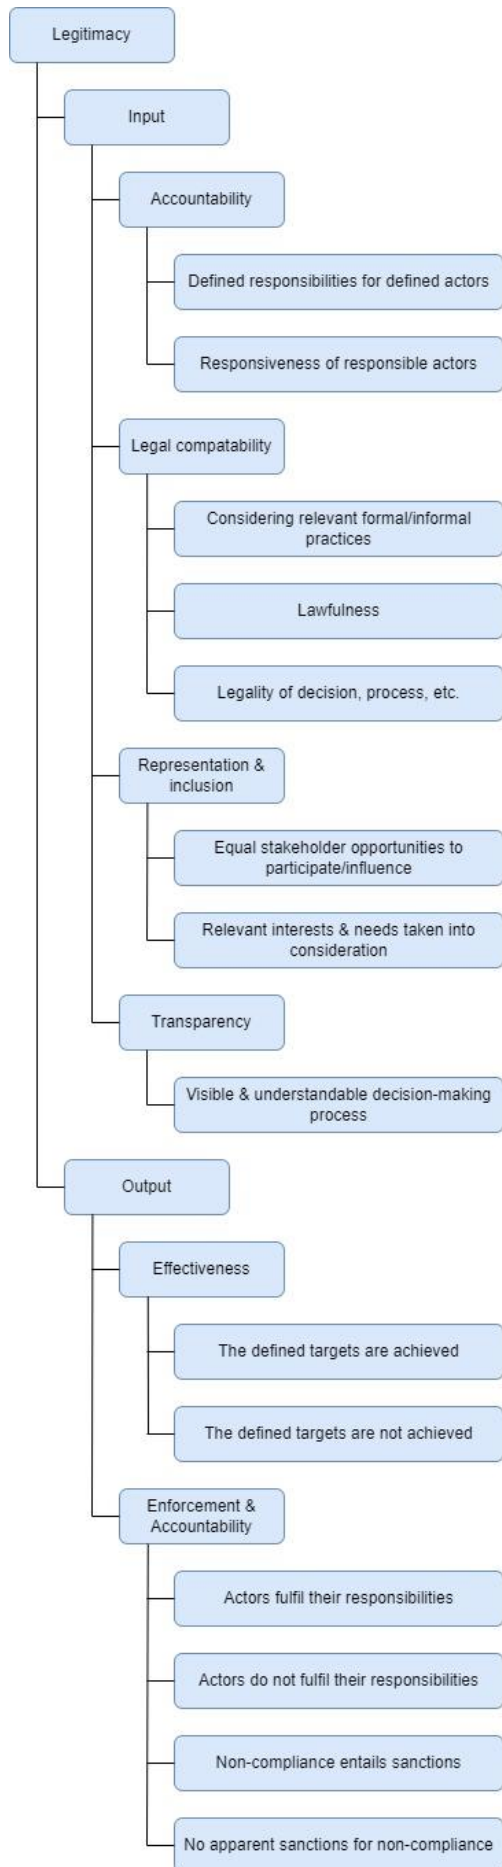 Legitimacy
Input
Accountability
Defined responsibilities for defined actors
Responsiveness of responsible actors
Legal compatability
Considering relevant formal/informal
practices
Lawfulness
Legality of decision, process, etc.
Representation &
inclusion
Equal stakeholder opportunities to
participate/influence
Relevant interests & needs taken into
consideration
Transparency
Visible & understandable decision-making
process
Output
Effectiveness
The defined targets are achieved
The defined targets are not achieved
Enforcement &
Accountability
Actors fulfil their responsibilities
Actors do not fulfil their responsibilities
Non-compliance entails sanctions
No apparent sanctions for non-compliance